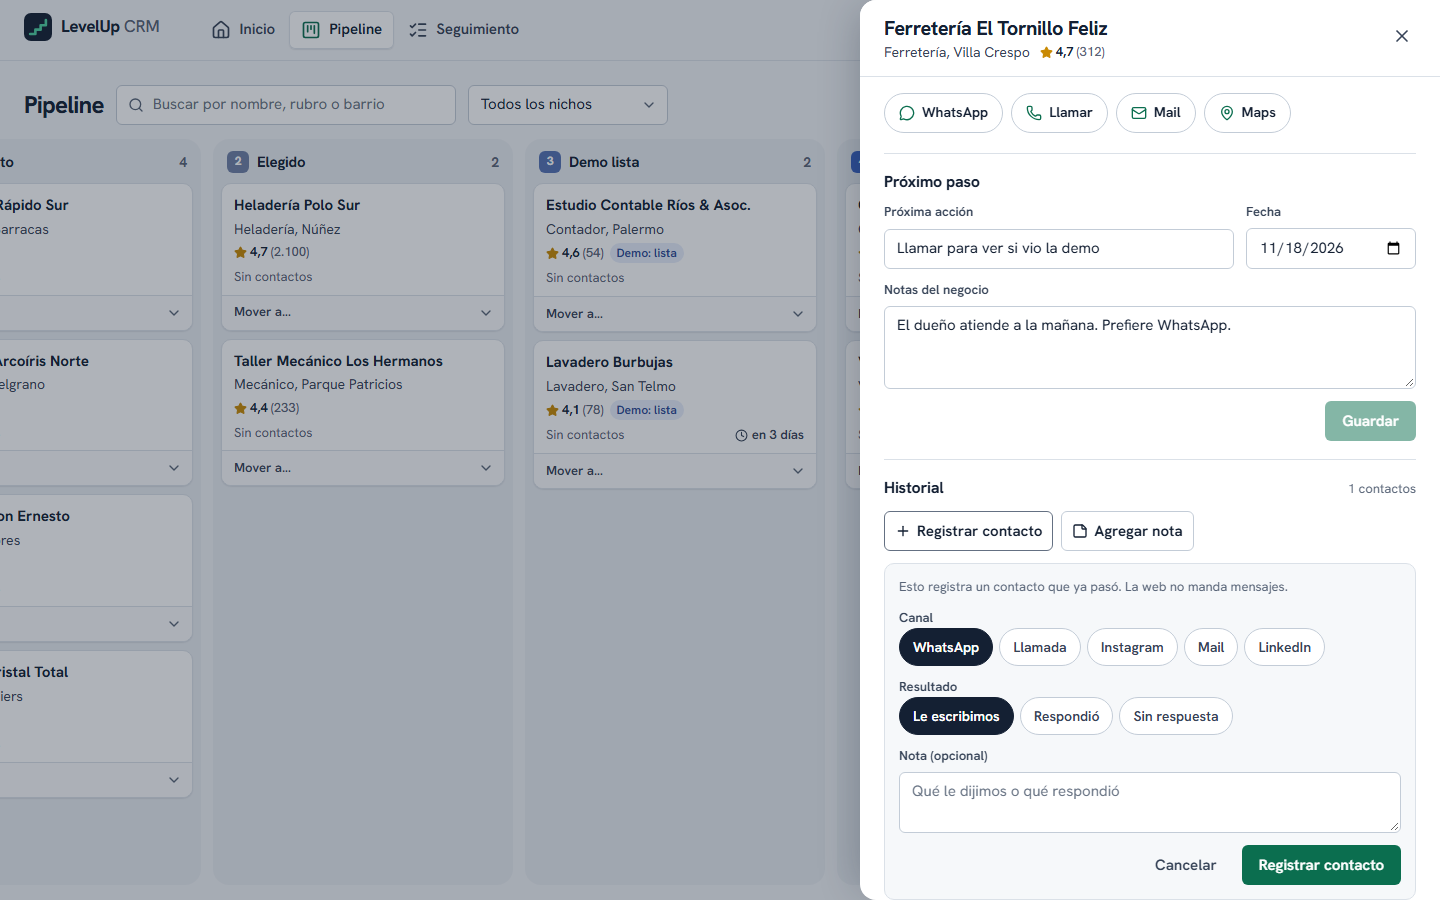 LevelUp CRM
Inicio
Pipeline
Seguimiento
Pipeline
Buscar por nombre, rubro o barrio
Todos los nichos
to
4
Rápido Sur
arracas
Arcoíris Norte
elgrano
on Ernesto
res
ristal Total
iers
2 Elegido
2
Heladería Polo Sur
Heladería, Núñez
4,7 (2.100)
Sin contactos
Mover a...
Taller Mecánico Los Hermanos
Mecánico, Parque Patricios
4,4 (233)
Sin contactos
Mover a...
3 Demo lista
2
Estudio Contable Ríos & Asoc.
Contador, Palermo
4,6 (54) Demo: lista
Sin contactos
Mover a...
Lavadero Burbujas
Lavadero, San Telmo
4,1 (78) Demo: lista
Sin contactos
en 3 días
Mover a...
Ferretería El Tornillo Feliz
Ferretería, Villa Crespo 4,7 (312)
WhatsApp
Llamar
Mail
Maps
Próximo paso
Próxima acción
Fecha
Llamar para ver si vio la demo
11/18/2026
Notas del negocio
El dueño atiende a la mañana. Prefiere WhatsApp.
Guardar
Historial
1 contactos
Registrar contacto
Agregar nota
Esto registra un contacto que ya pasó. La web no manda mensajes.
Canal
WhatsApp
Llamada
Instagram
Mail
LinkedIn
Resultado
Le escribimos
Respondió
Sin respuesta
Nota (opcional)
Qué le dijimos o qué respondió
Cancelar
Registrar contacto